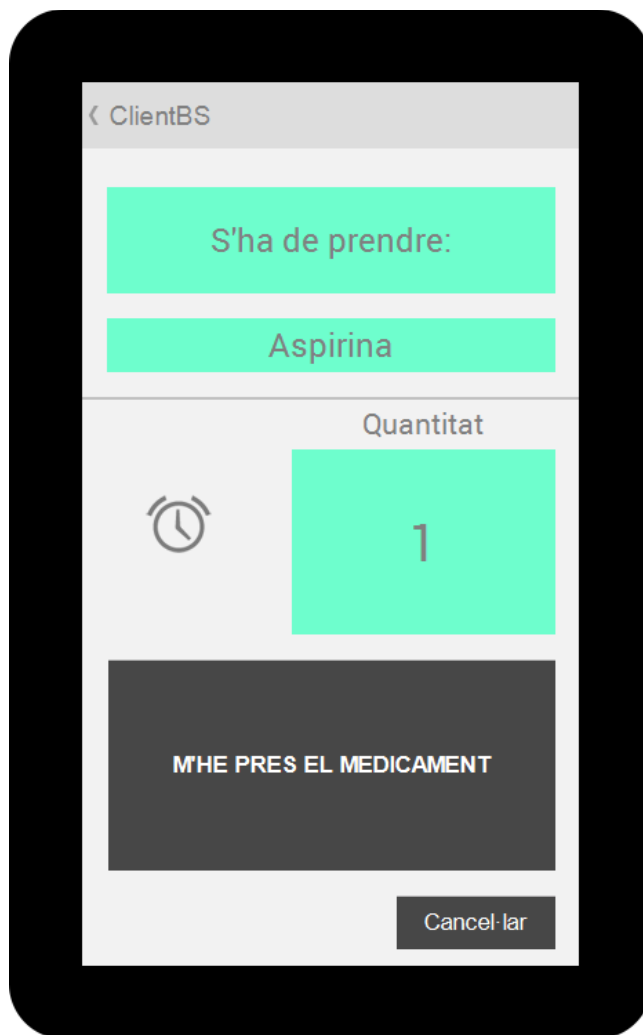 ClientBS
S'ha de prendre:
Aspirina
Quantitat
1
M'HE PRES EL MEDICAMENT
Cancel·lar